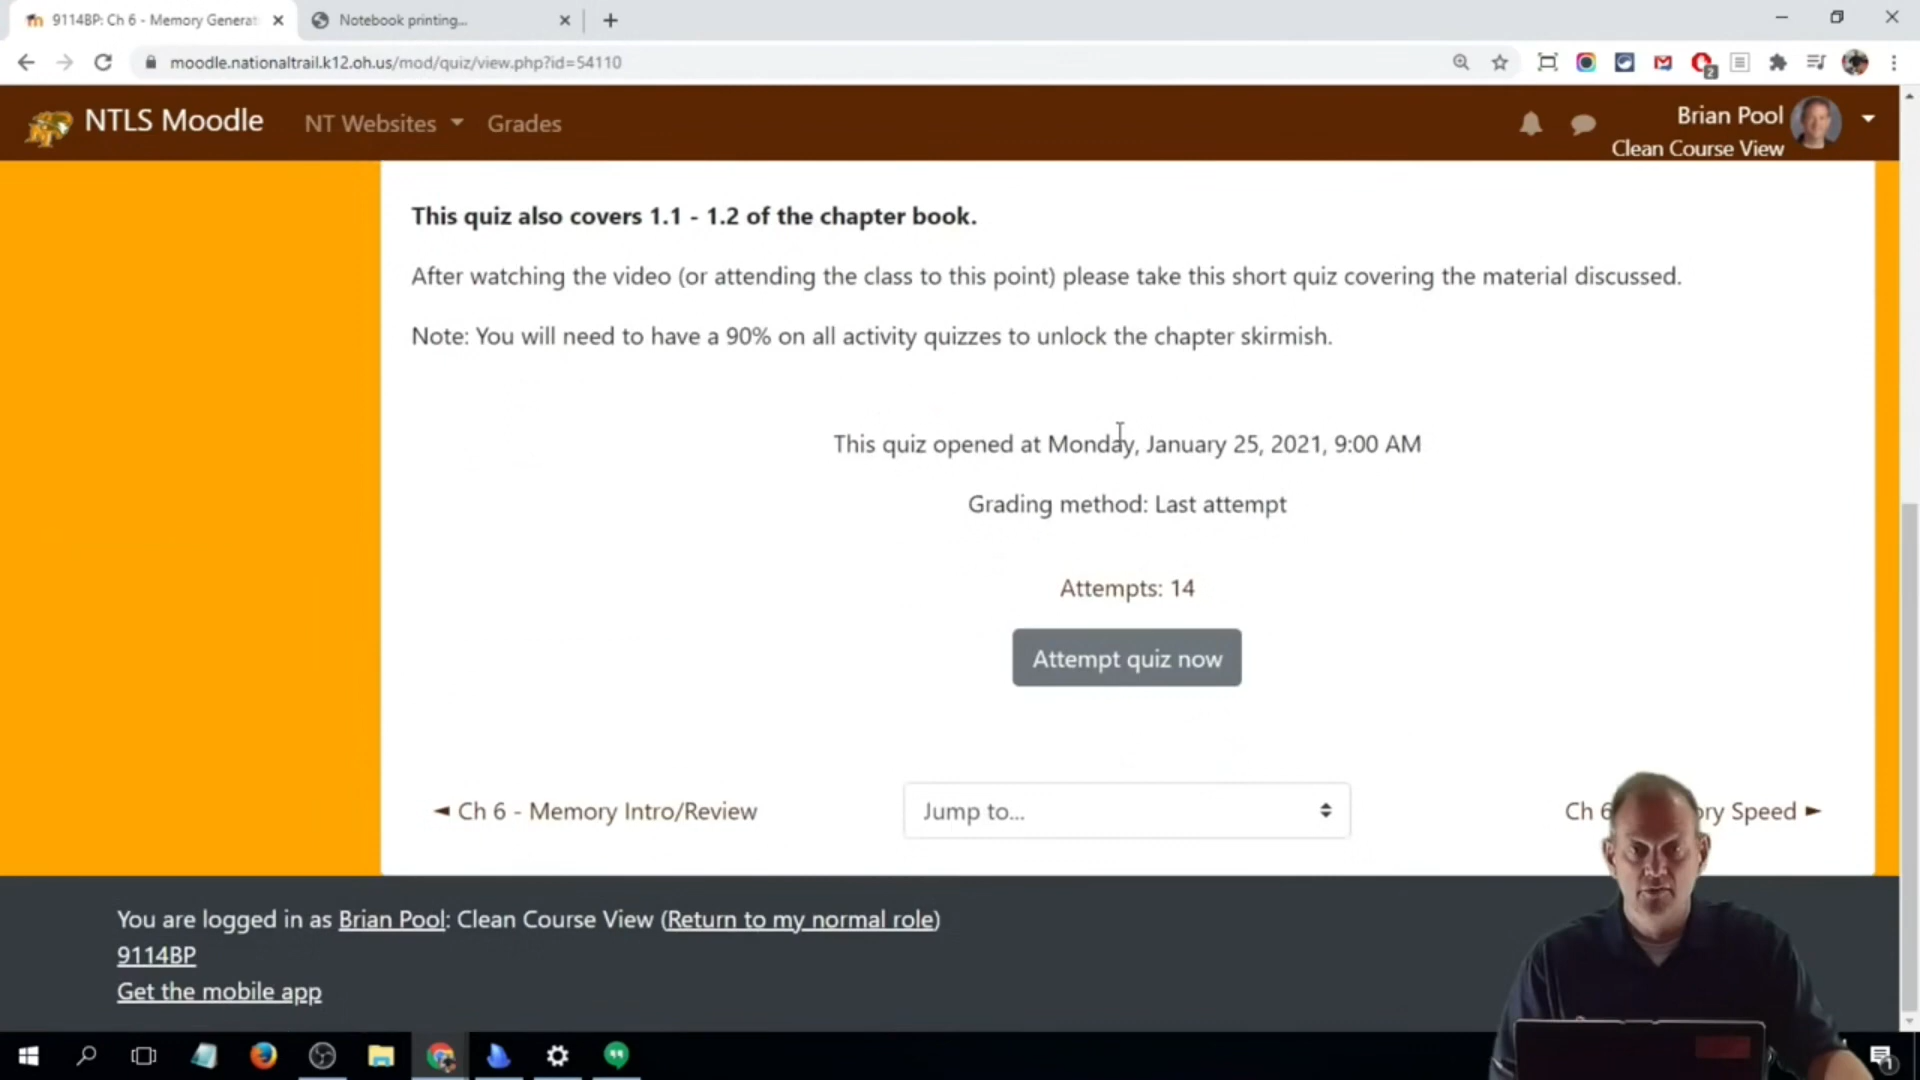 9114BP: Ch 6 - Memory Generat
Notebook printing...
moodle.nationaltrail.k12.oh.us/mod/quiz/view.php?id=54110
2
NTLS Moodle
NT Websites
Grades
Brian Pool
Clean Course View
This quiz also covers 1.1 - 1.2 of the chapter book.
After watching the video (or attending the class to this point) please take this short quiz covering the material discussed.
Note: You will need to have a 90% on all activity quizzes to unlock the chapter skirmish.
This quiz opened at Monday, January 25, 2021, 9:00 AM
Grading method: Last attempt
Attempts: 14
Attempt quiz now
◄ Ch 6 - Memory Intro/Review
Jump to...
Ch 6 ory Speed ►
You are logged in as Brian Pool: Clean Course View (Return to my normal role)
9114BP
Get the mobile app
1